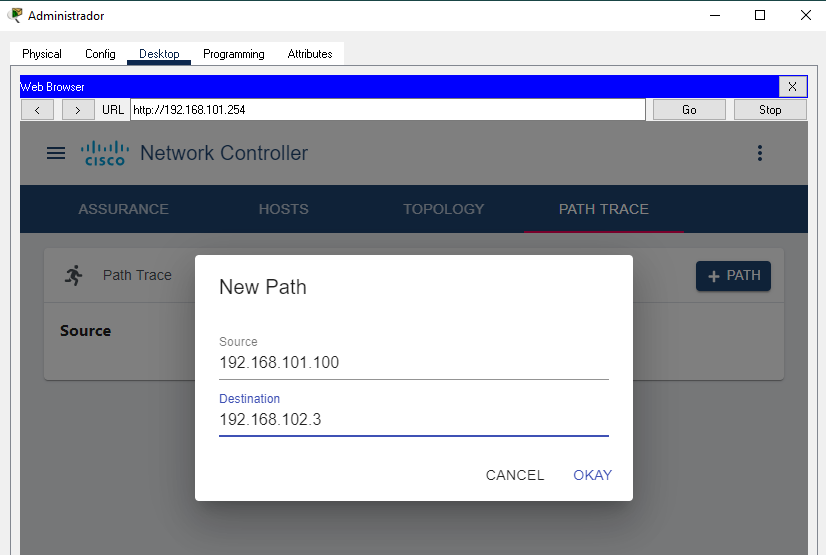 Administrador
Physical Config Desktop Programming Attributes
Web Browser X
< > URL http://192.168.101.254 Go Stop
CISCO Network Controller
ASSURANCE HOSTS TOPOLOGY PATH TRACE
Path Trace + PATH
Source
New Path
Source
192.168.101.100
Destination
192.168.102.3
CANCEL OKAY